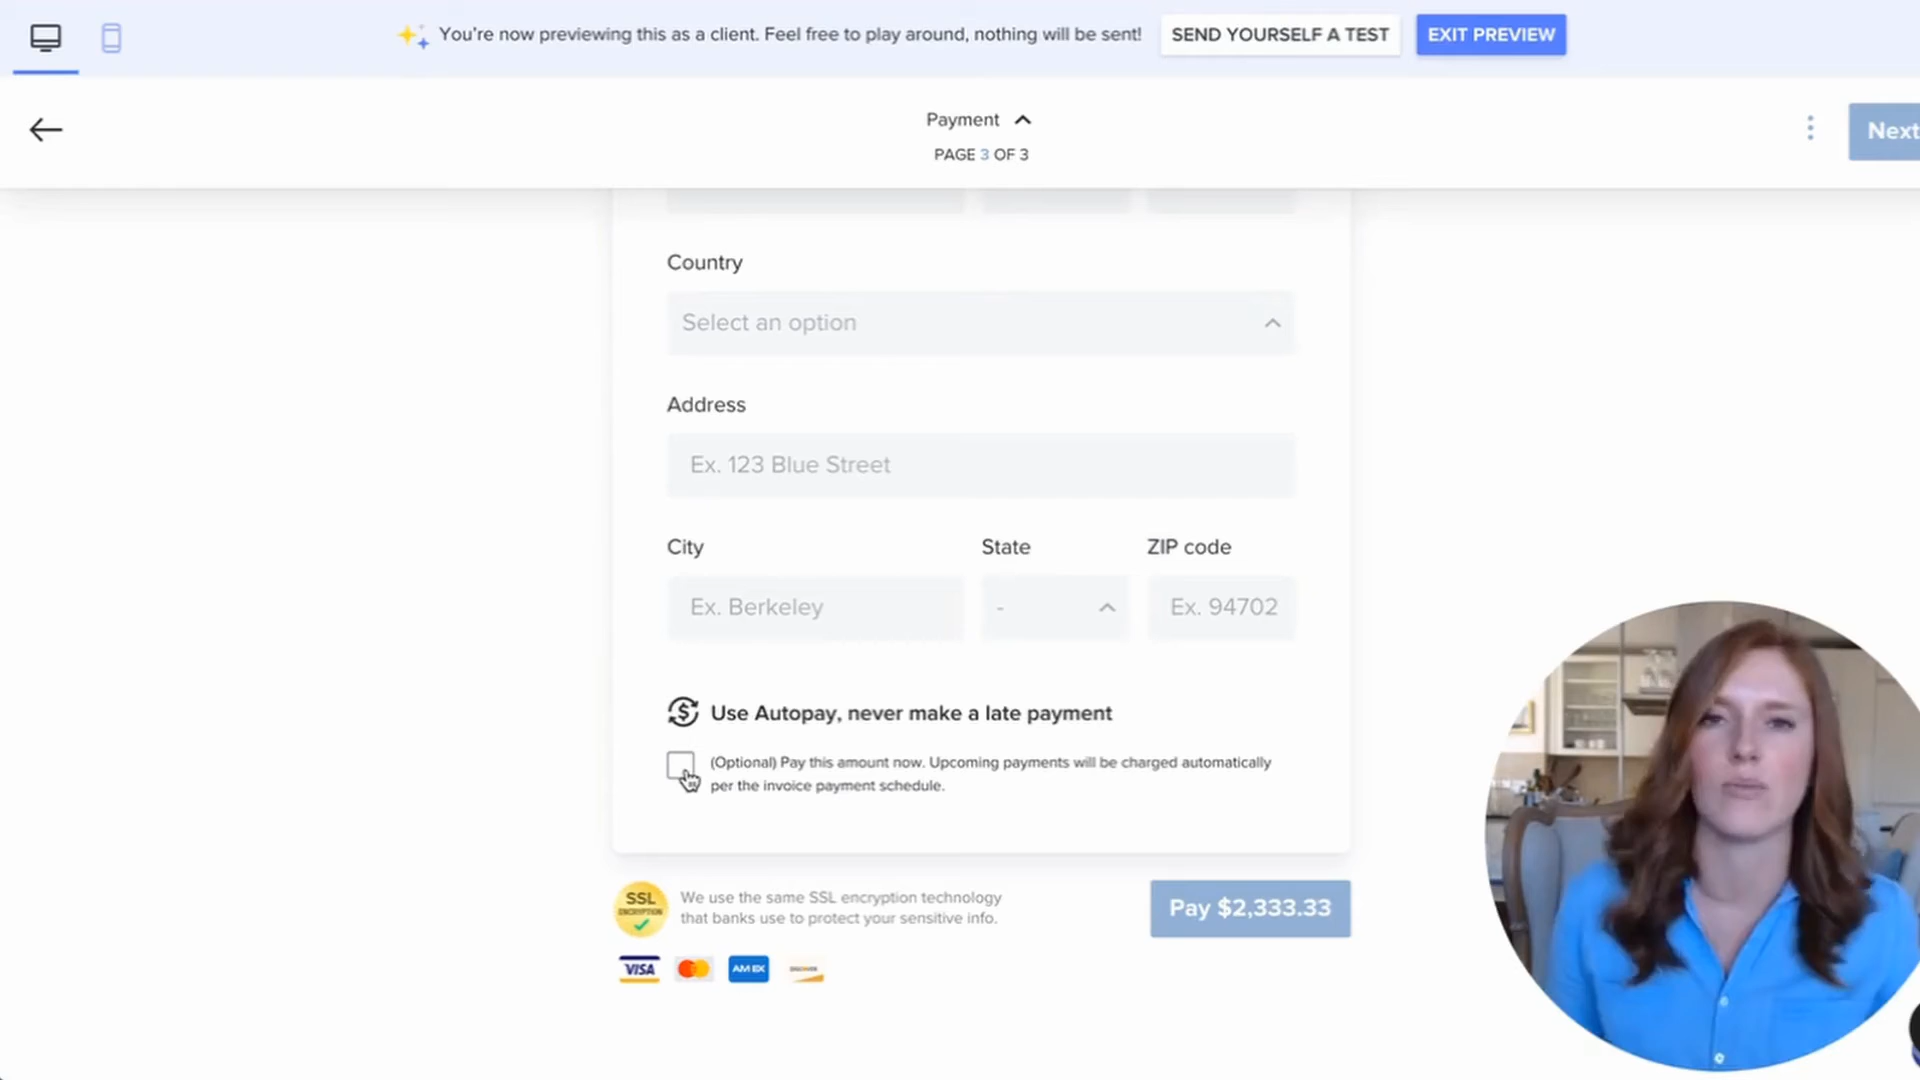 You're now previewing this as a client. Feel free to play around, nothing will be sent!
SEND YOURSELF A TEST
EXIT PREVIEW
Payment
PAGE 3 OF 3
Next
Country
Select an option
Address
Ex. 123 Blue Street
City
State
ZIP code
Ex. Berkeley
-
Ex. 94702
Use Autopay, never make a late payment
(Optional) Pay this amount now. Upcoming payments will be charged automatically
per the invoice payment schedule.
SSL
ENCRYPTION
We use the same SSL encryption technology
that banks use to protect your sensitive info.
Pay $2,333.33
VISA
AMEX
DISCOVER